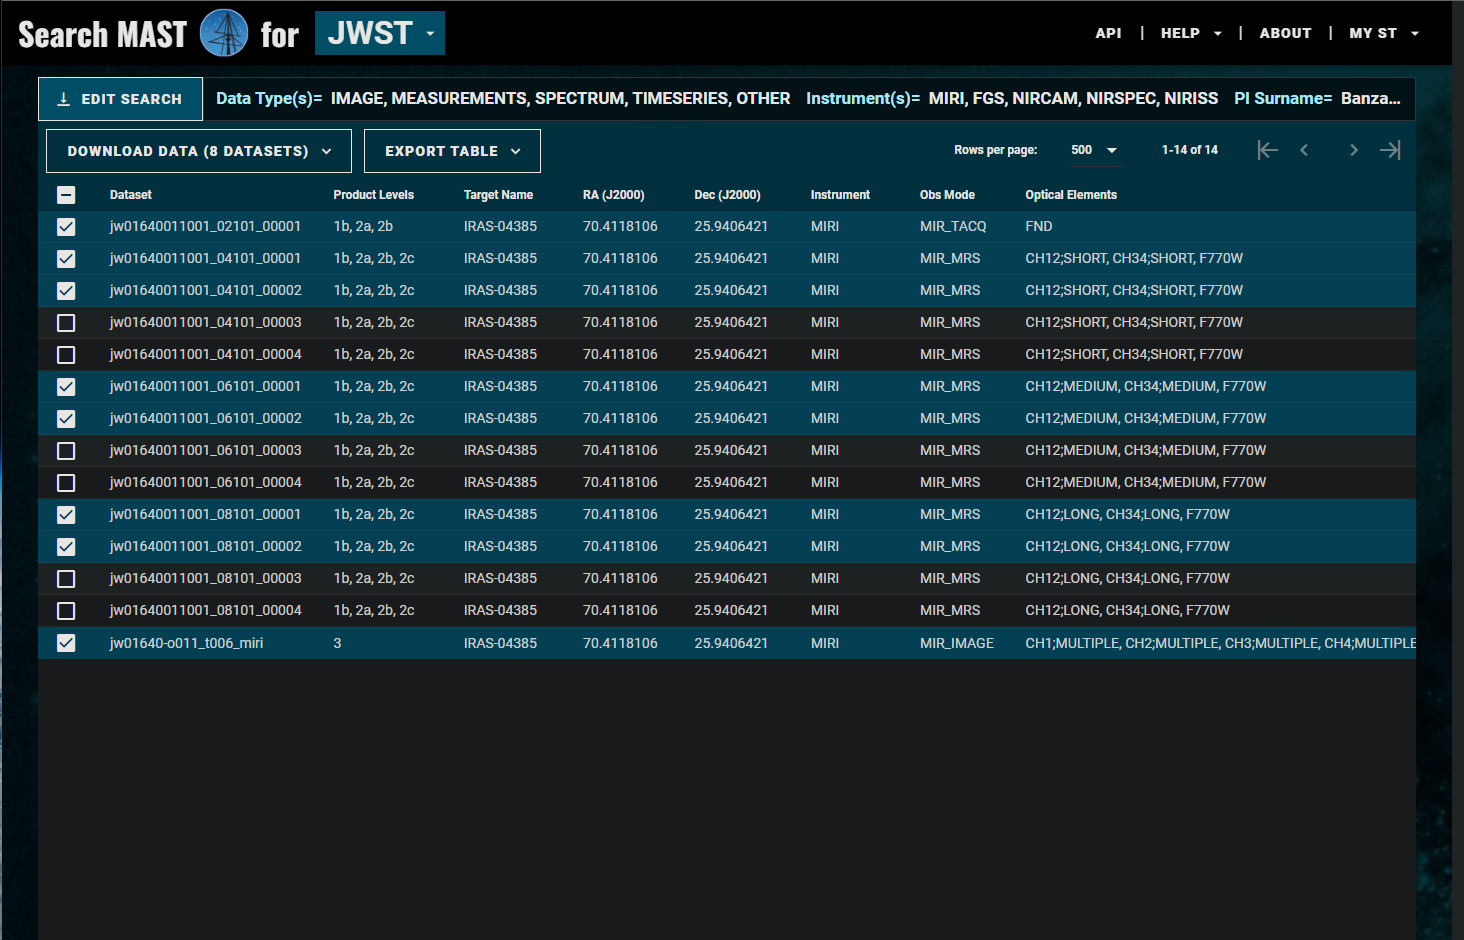 Search MAST for JWST
API | HELP | ABOUT | MY ST
EDIT SEARCH Data Type(s)= IMAGE, MEASUREMENTS, SPECTRUM, TIMESERIES, OTHER Instrument(s)= MIRI, FGS, NIRCAM, NIRSPEC, NIRISS PI Surname= Banza...
DOWNLOAD DATA (8 DATASETS) EXPORT TABLE Rows per page: 500 1-14 of 14
Dataset Product Levels Target Name RA (J2000) Dec (J2000) Instrument Obs Mode Optical Elements
jw01640011001_02101_00001 1b, 2a, 2b IRAS-04385 70.4118106 25.9406421 MIRI MIR_TACQ FND
jw01640011001_04101_00001 1b, 2a, 2b, 2c IRAS-04385 70.4118106 25.9406421 MIRI MIR_MRS CH12;SHORT, CH34;SHORT, F770W
jw01640011001_04101_00002 1b, 2a, 2b, 2c IRAS-04385 70.4118106 25.9406421 MIRI MIR_MRS CH12;SHORT, CH34;SHORT, F770W
jw01640011001_04101_00003 1b, 2a, 2b, 2c IRAS-04385 70.4118106 25.9406421 MIRI MIR_MRS CH12;SHORT, CH34;SHORT, F770W
jw01640011001_04101_00004 1b, 2a, 2b, 2c IRAS-04385 70.4118106 25.9406421 MIRI MIR_MRS CH12;SHORT, CH34;SHORT, F770W
jw01640011001_06101_00001 1b, 2a, 2b, 2c IRAS-04385 70.4118106 25.9406421 MIRI MIR_MRS CH12;MEDIUM, CH34;MEDIUM, F770W
jw01640011001_06101_00002 1b, 2a, 2b, 2c IRAS-04385 70.4118106 25.9406421 MIRI MIR_MRS CH12;MEDIUM, CH34;MEDIUM, F770W
jw01640011001_06101_00003 1b, 2a, 2b, 2c IRAS-04385 70.4118106 25.9406421 MIRI MIR_MRS CH12;MEDIUM, CH34;MEDIUM, F770W
jw01640011001_06101_00004 1b, 2a, 2b, 2c IRAS-04385 70.4118106 25.9406421 MIRI MIR_MRS CH12;MEDIUM, CH34;MEDIUM, F770W
jw01640011001_08101_00001 1b, 2a, 2b, 2c IRAS-04385 70.4118106 25.9406421 MIRI MIR_MRS CH12;LONG, CH34;LONG, F770W
jw01640011001_08101_00002 1b, 2a, 2b, 2c IRAS-04385 70.4118106 25.9406421 MIRI MIR_MRS CH12;LONG, CH34;LONG, F770W
jw01640011001_08101_00003 1b, 2a, 2b, 2c IRAS-04385 70.4118106 25.9406421 MIRI MIR_MRS CH12;LONG, CH34;LONG, F770W
jw01640011001_08101_00004 1b, 2a, 2b, 2c IRAS-04385 70.4118106 25.9406421 MIRI MIR_MRS CH12;LONG, CH34;LONG, F770W
jw01640-o011_t006_miri 3 IRAS-04385 70.4118106 25.9406421 MIRI MIR_IMAGE CH1;MULTIPLE, CH2;MULTIPLE, CH3;MULTIPLE, CH4;MULTIPLE